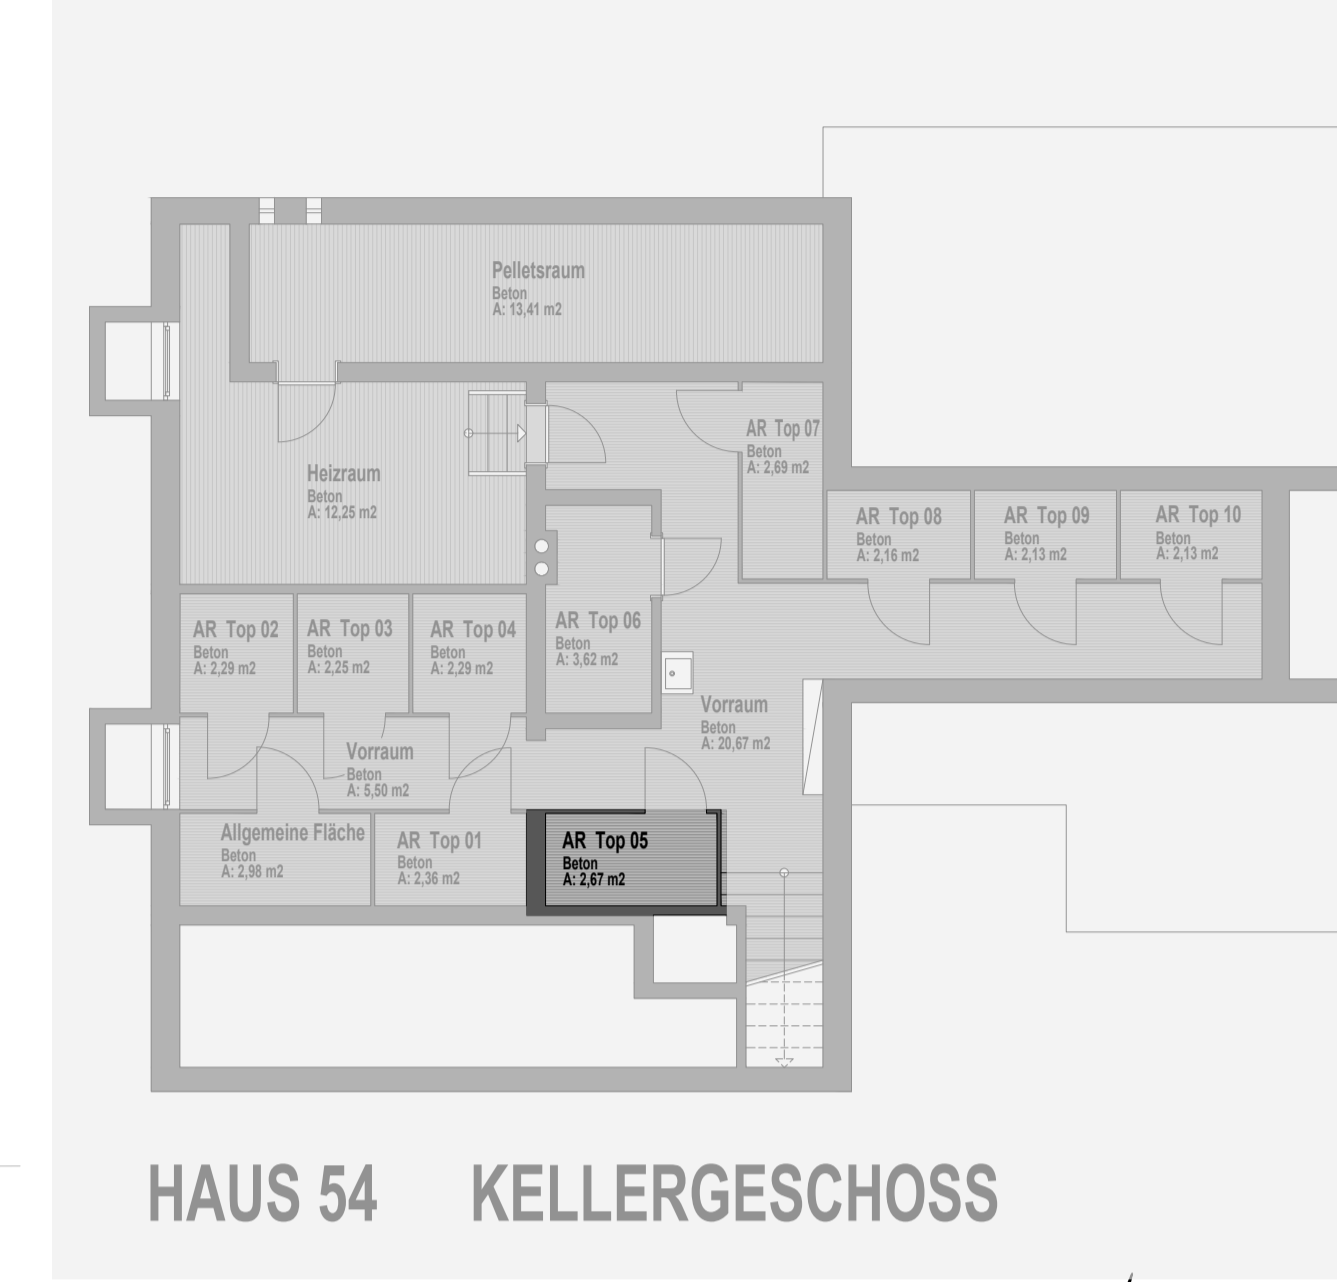 Pelletsraum
Beton
A: 13,41 m2
AR Top 07
Beton
A: 2,69 m2
Heizraum
Beton
A: 12,25 m2
AR Top 08
Beton
A: 2,16 m2
AR Top 09
Beton
A: 2,13 m2
AR Top 10
Beton
A: 2,13 m2
AR Top 02
Beton
A: 2,29 m2
AR Top 03
Beton
A: 2,25 m2
AR Top 04
Beton
A: 2,29 m2
AR Top 06
Beton
A: 3,62 m2
Vorraum
Beton
A: 20,67 m2
Vorraum
Beton
A: 5,50 m2
Allgemeine Fläche
Beton
A: 2,98 m2
AR Top 01
Beton
A: 2,36 m2
AR Top 05
Beton
A: 2,67 m2
HAUS 54 KELLERGESCHOSS